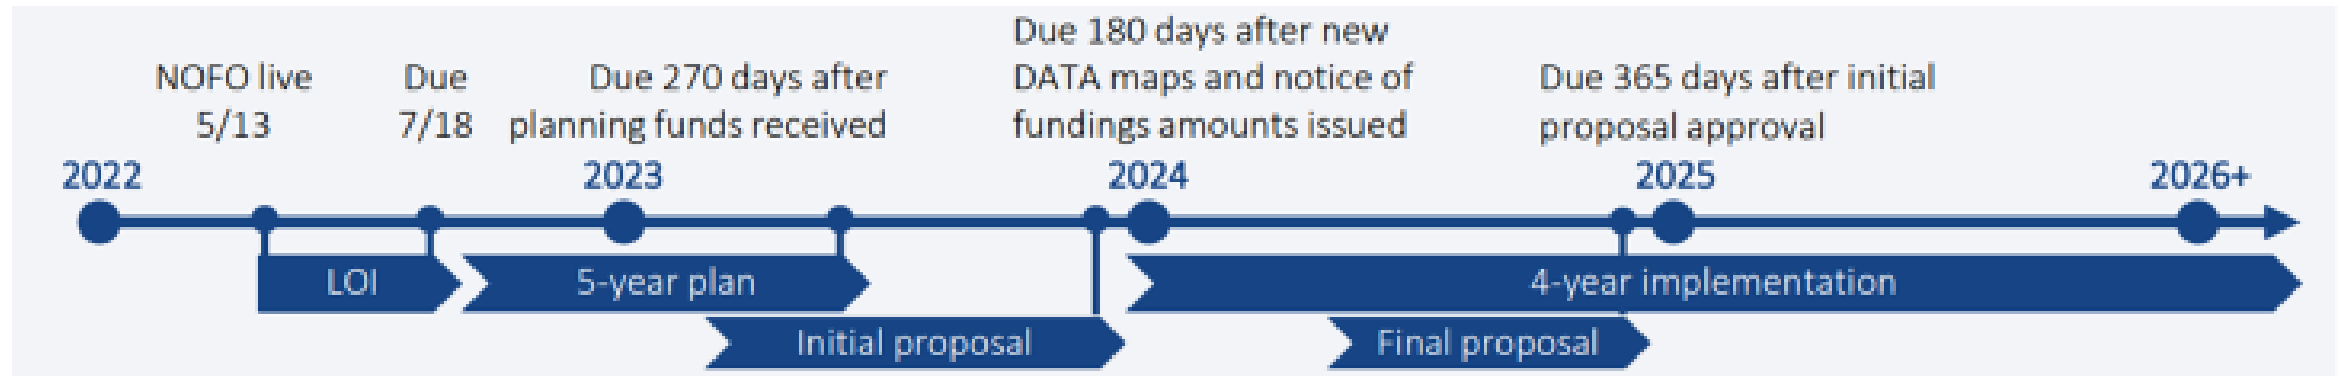 NOFO live
5/13
Due
7/18
Due 270 days after
planning funds received
Due 180 days after new
DATA maps and notice of
fundings amounts issued
Due 365 days after initial
proposal approval
2022
2023
2024
2025
2026+
LOI
5-year plan
4-year implementation
Initial proposal
Final proposal